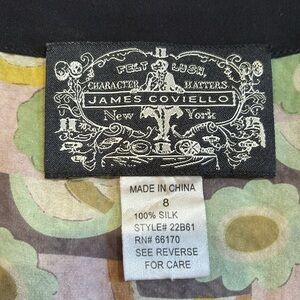 FELT LUSH,
CHARACTER MATTERS
JAMES COVIELLO
New York
MADE IN CHINA
8
100% SILK
STYLE# 22B61
RN# 66170
SEE REVERSE
FOR CARE